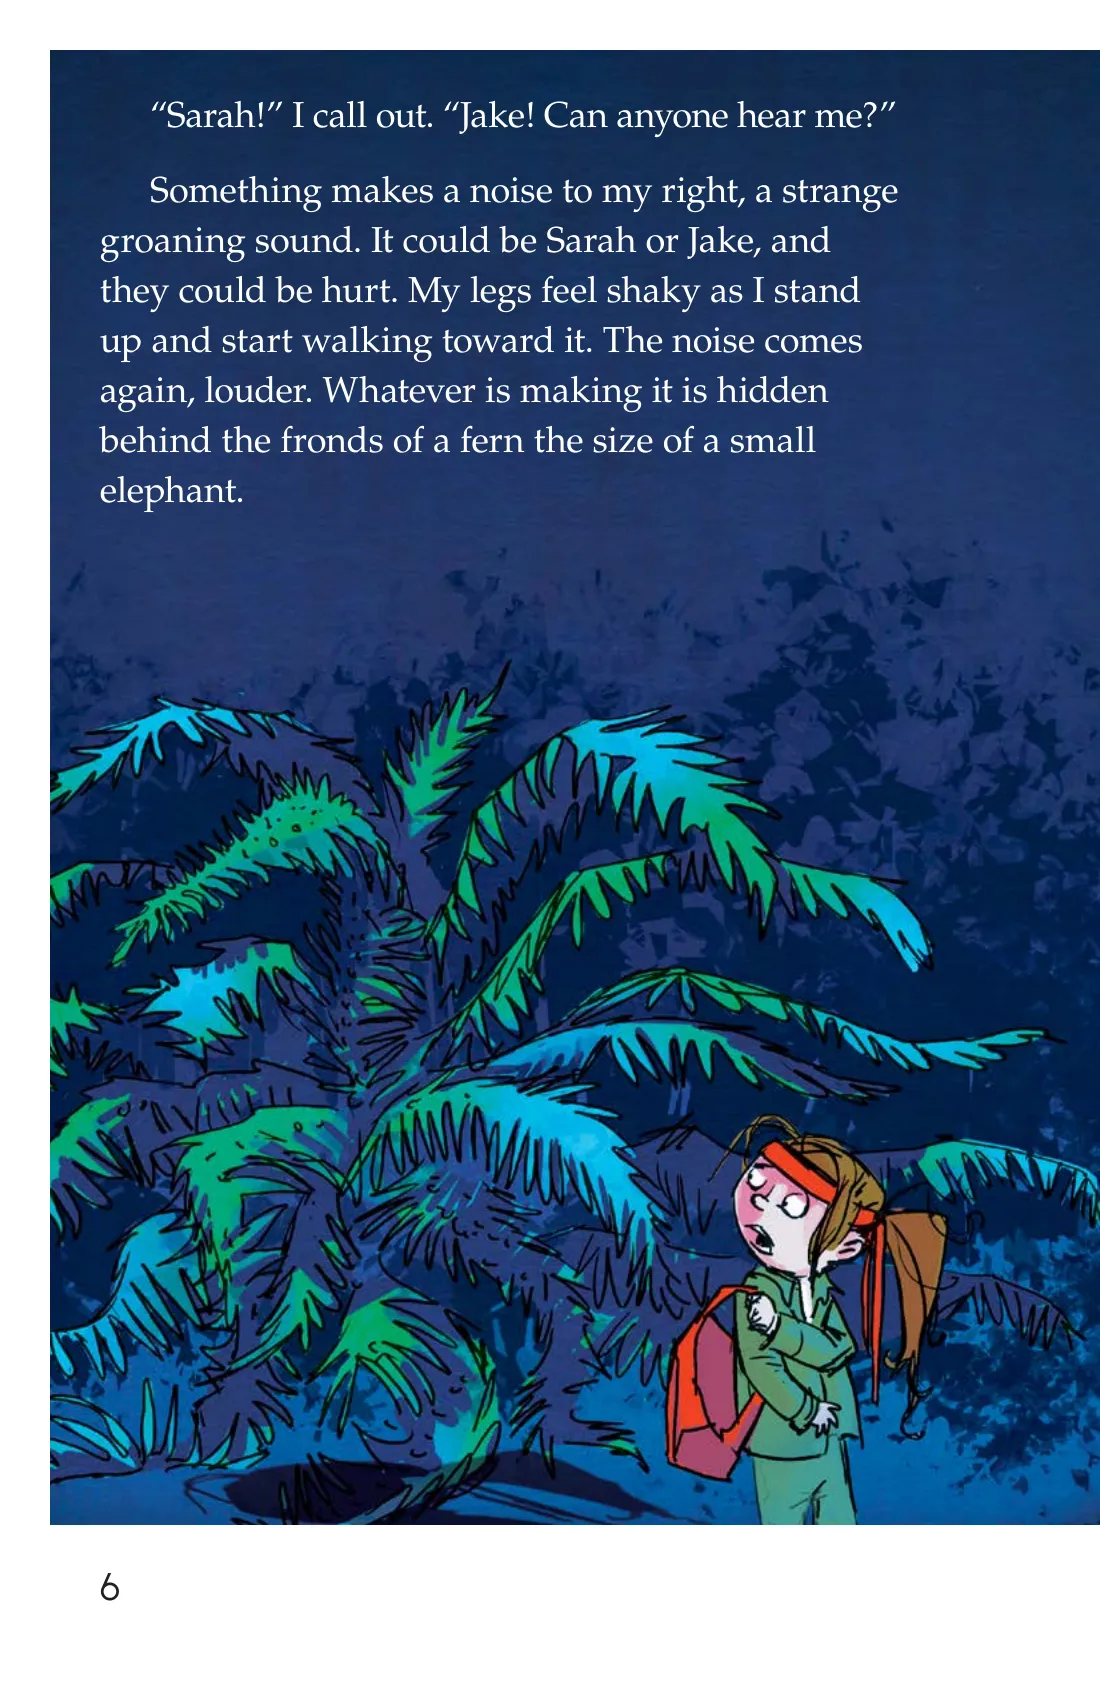 “Sarah!” I call out. “Jake! Can anyone hear me?”
Something makes a noise to my right, a strange
groaning sound. It could be Sarah or Jake, and
they could be hurt. My legs feel shaky as I stand
up and start walking toward it. The noise comes
again, louder. Whatever is making it is hidden
behind the fronds of a fern the size of a small
elephant.
6